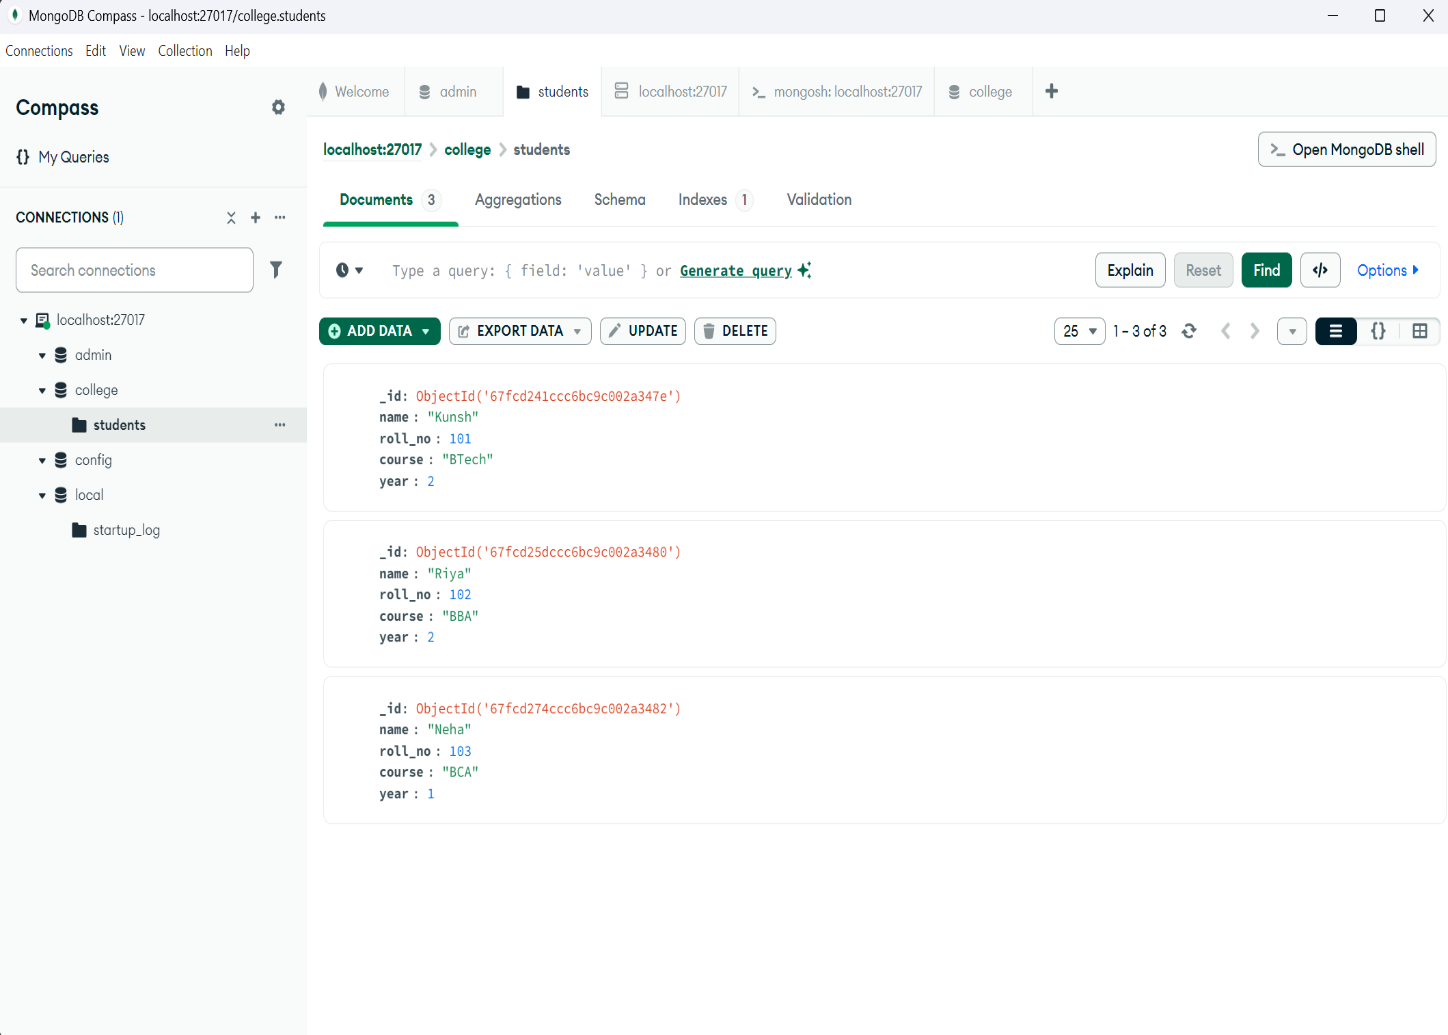 MongoDB Compass - localhost:27017/college.students
Connections Edit View Collection Help
Compass
{} My Queries
CONNECTIONS (1)
Search connections
localhost:27017
admin
college
students
config
local
startup_log
Welcome admin students localhost:27017 >_ mongosh: localhost:27017 college +
localhost:27017 > college > students
>_ Open MongoDB shell
Documents 3 Aggregations Schema Indexes 1 Validation
Type a query: { field: 'value' } or Generate query
Explain Reset Find </> Options
ADD DATA EXPORT DATA UPDATE DELETE
25 1 – 3 of 3 {}
_id: ObjectId('67fcd241ccc6bc9c002a347e')
name : "Kunsh"
roll_no : 101
course : "BTech"
year : 2
_id: ObjectId('67fcd25dccc6bc9c002a3480')
name : "Riya"
roll_no : 102
course : "BBA"
year : 2
_id: ObjectId('67fcd274ccc6bc9c002a3482')
name : "Neha"
roll_no : 103
course : "BCA"
year : 1